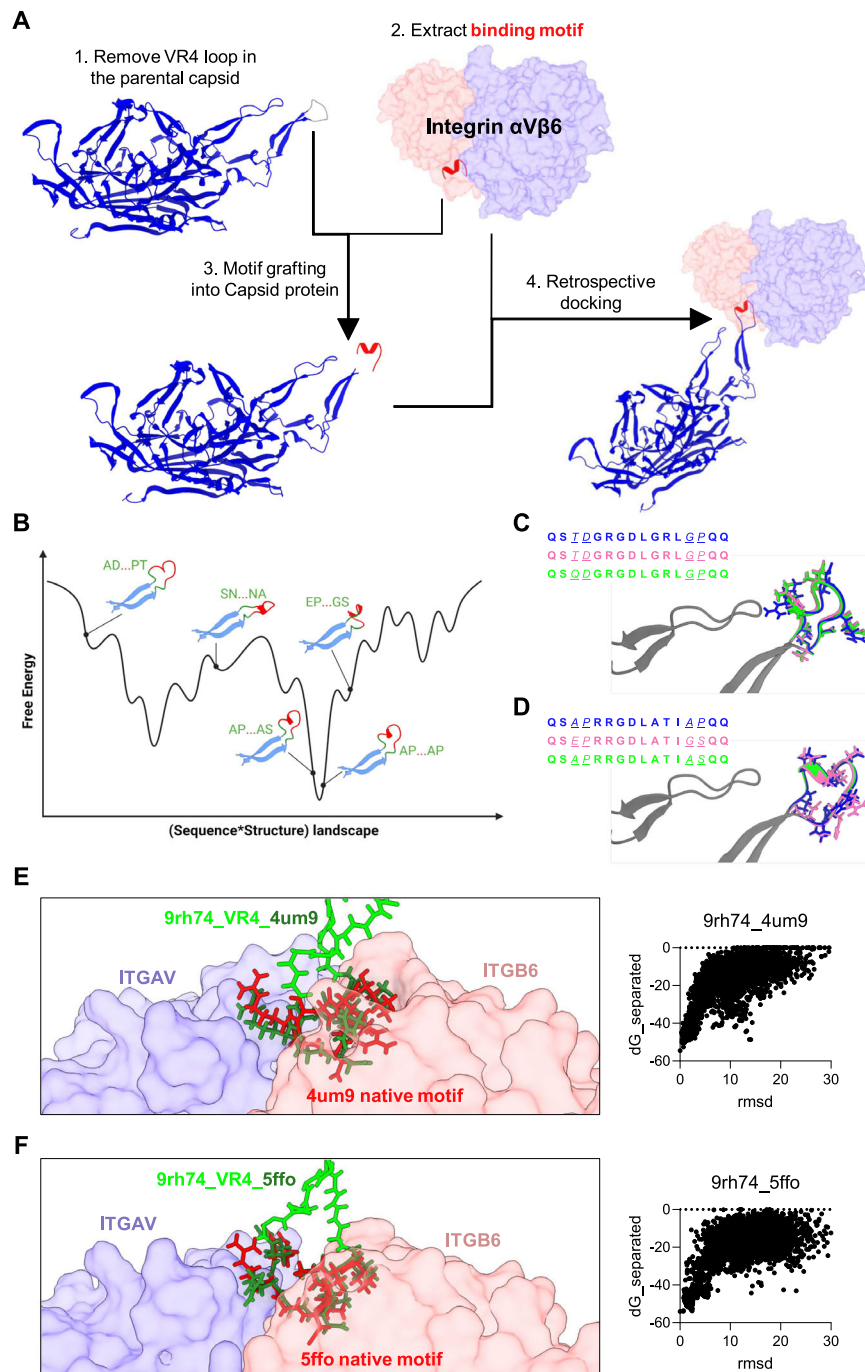 A
1. Remove VR4 loop in
the parental capsid
2. Extract binding motif
Integrin αVβ6
3. Motif grafting
into Capsid protein
4. Retrospective
docking
B
Free Energy
AD...PT
SN...NA
EP...GS
AP...AS
AP...AP
(Sequence*Structure) landscape
C
QSTDGRGDLGRLGPQQ
QSTDGRGDLGRLGPQQ
QSQDGRGDLGRLGPQQ
D
QSAPRRGDLATIAPQQ
QSEPRRGDLATIGSQQ
QSAPRRGDLATIASQQ
E
9rh74_VR4_4um9
ITGAV
ITGB6
4um9 native motif
9rh74_4um9
dG_separated
0
-20
-40
-60
0 10 20 30
rmsd
F
9rh74_VR4_5ffo
ITGAV
ITGB6
5ffo native motif
9rh74_5ffo
dG_separated
0
-20
-40
-60
0 10 20 30
rmsd